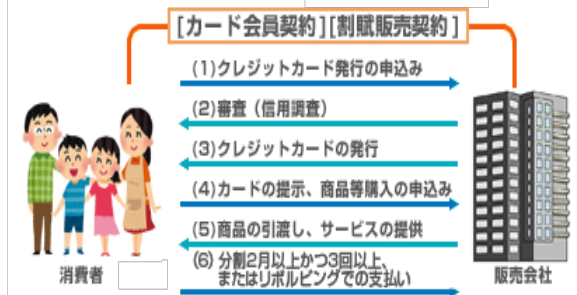 [カード会員契約][割賦販売契約]
(1)クレジットカード発行の申込み
(2)審査（信用調査）
(3)クレジットカードの発行
(4)カードの提示、商品等購入の申込み
(5)商品の引渡し、サービスの提供
(6) 分割2月以上かつ3回以上、
またはリボルビングでの支払い
消費者
販売会社